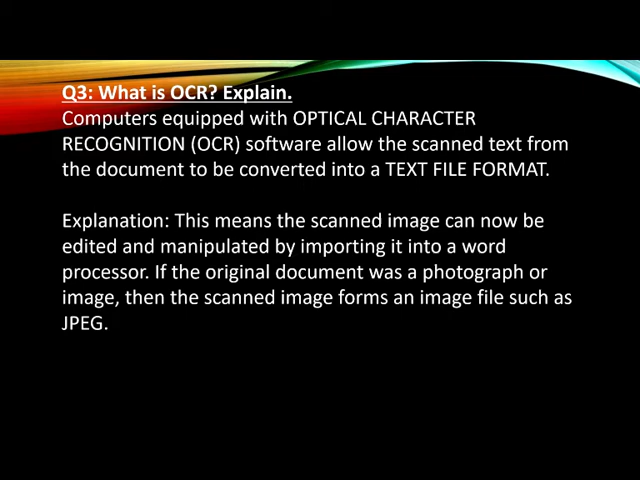 Q3: What is OCR? Explain.
Computers equipped with OPTICAL CHARACTER
RECOGNITION (OCR) software allow the scanned text from
the document to be converted into a TEXT FILE FORMAT.
Explanation: This means the scanned image can now be
edited and manipulated by importing it into a word
processor. If the original document was a photograph or
image, then the scanned image forms an image file such as
JPEG.